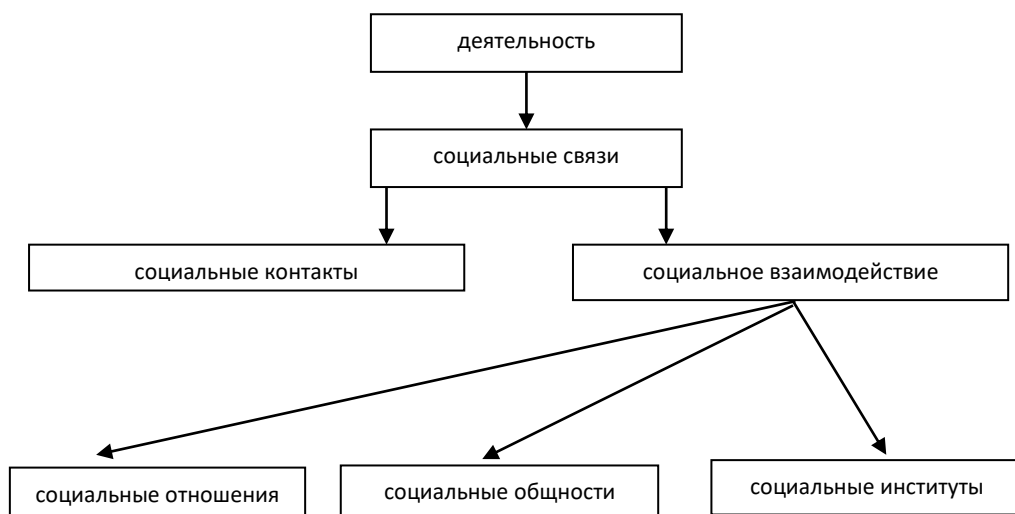 деятельность
социальные связи
социальные контакты
социальное взаимодействие
социальные отношения
социальные общности
социальные институты